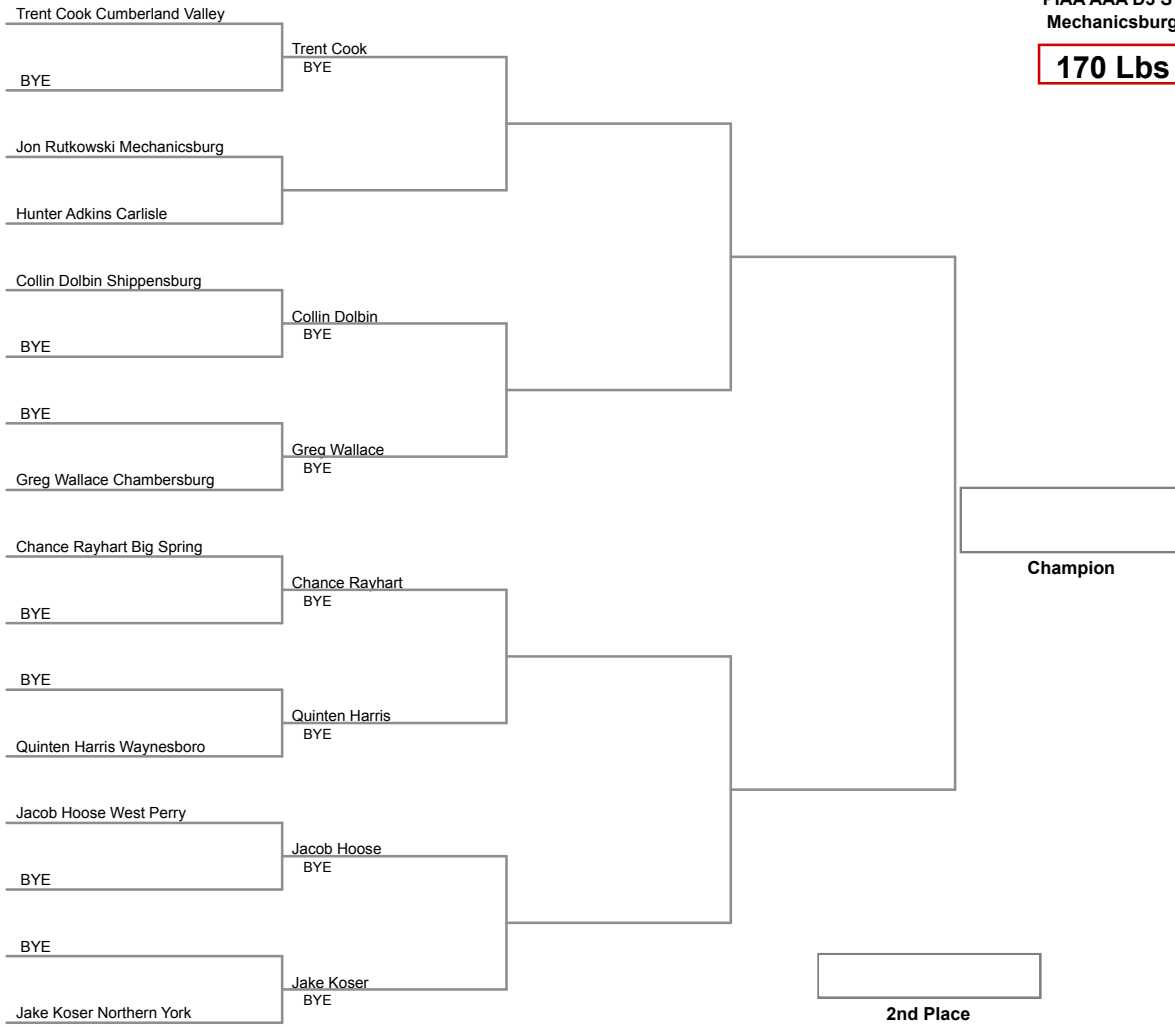 PIAA AAA D3 S
Mechanicsburg
170 Lbs
Trent Cook Cumberland Valley
Trent Cook
BYE
BYE
Jon Rutkowski Mechanicsburg
Hunter Adkins Carlisle
Collin Dolbin Shippensburg
Collin Dolbin
BYE
BYE
BYE
Greg Wallace
BYE
Greg Wallace Chambersburg
Chance Rayhart Big Spring
Chance Rayhart
BYE
BYE
BYE
Quinten Harris
BYE
Quinten Harris Waynesboro
Jacob Hoose West Perry
Jacob Hoose
BYE
BYE
BYE
Jake Koser
BYE
Jake Koser Northern York
Champion
2nd Place